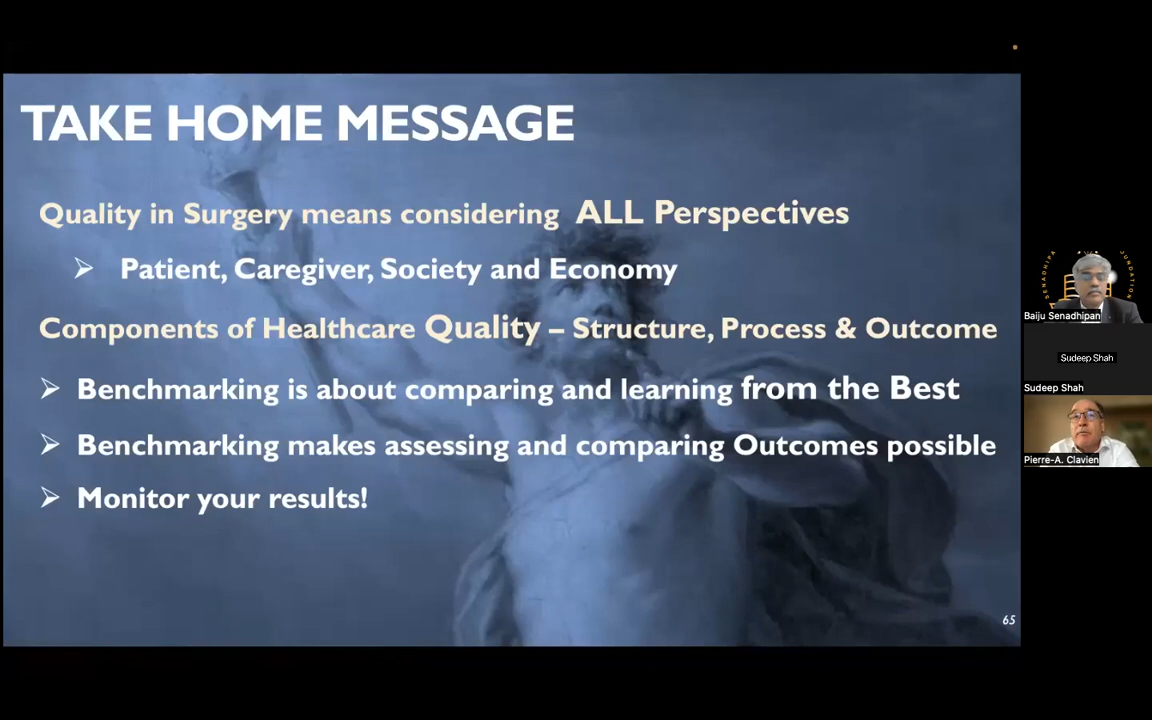 TAKE HOME MESSAGE
Quality in Surgery means considering ALL Perspectives
➢ Patient, Caregiver, Society and Economy
Components of Healthcare Quality – Structure, Process & Outcome
➢ Benchmarking is about comparing and learning from the Best
➢ Benchmarking makes assessing and comparing Outcomes possible
➢ Monitor your results!
65
SENADHIPA
UNDATION
Baiju Senadhipan
Sudeep Shah
Sudeep Shah
Pierre-A. Clavien